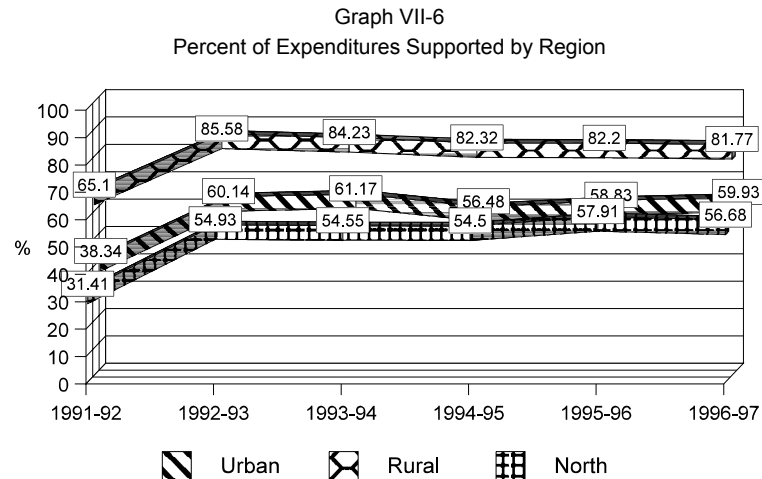 Graph VII-6
Percent of Expenditures Supported by Region
100
90
80
70
60
50
40
30
20
10
0
%
85.58 84.23 82.32 82.2 81.77
65.1
60.14 61.17 56.48 58.83 59.93
54.93 54.55 54.5 57.91 56.68
38.34
31.41
1991-92 1992-93 1993-94 1994-95 1995-96 1996-97
Urban Rural North